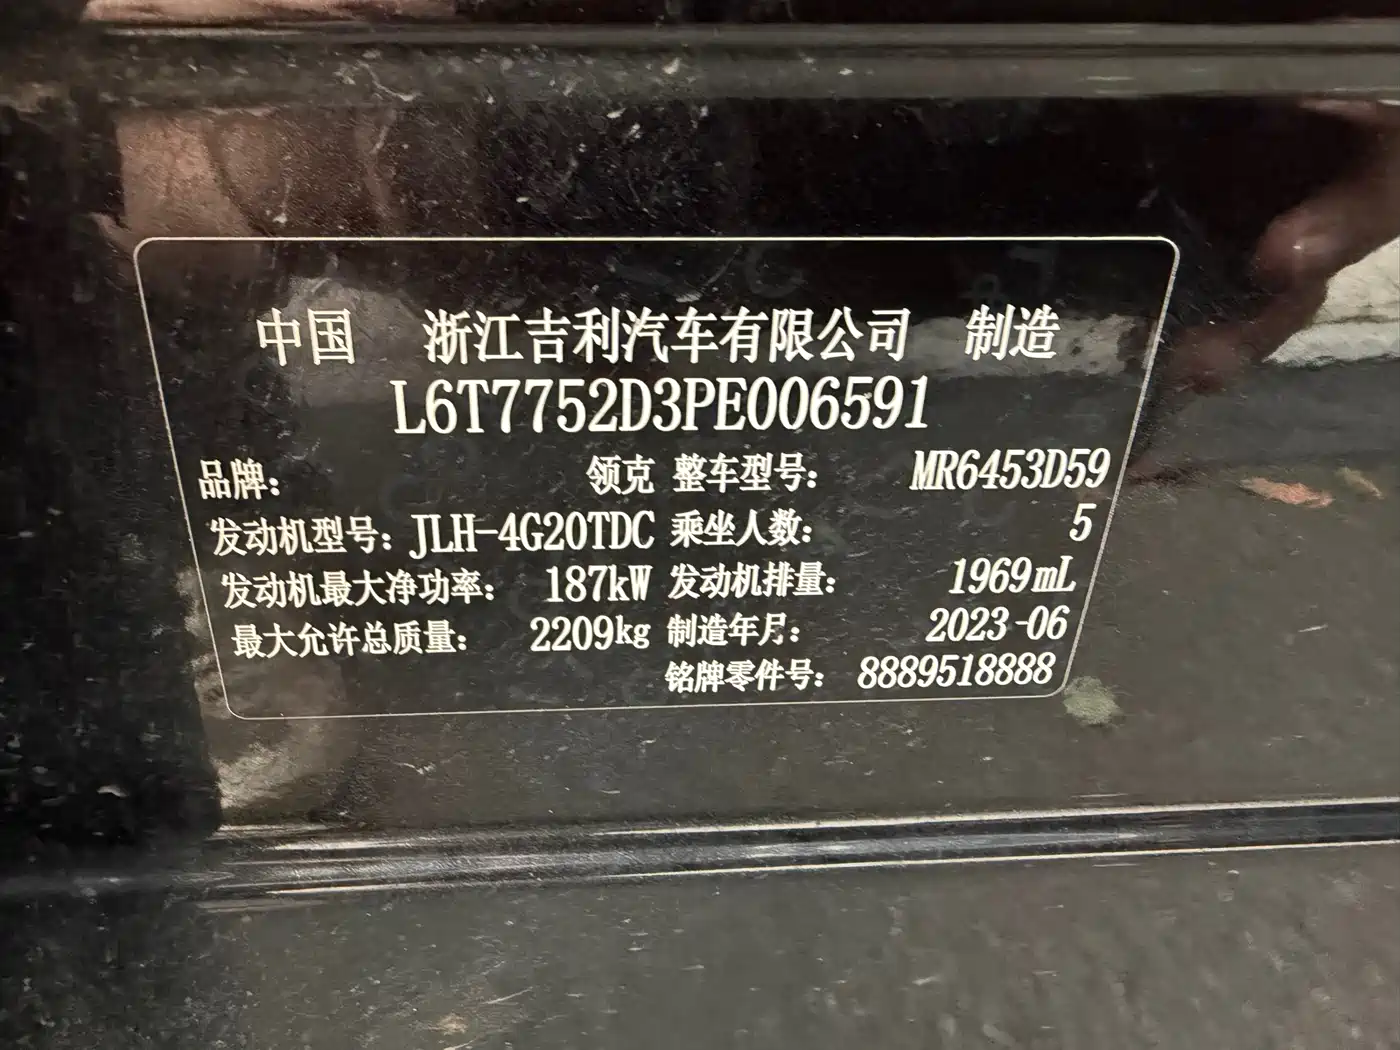 中国 浙江吉利汽车有限公司 制造
L6T7752D3PE006591
品牌: 领克 整车型号: MR6453D59
发动机型号: JLH-4G20TDC 乘坐人数: 5
发动机最大净功率: 187kW 发动机排量: 1969mL
最大允许总质量: 2209kg 制造年月: 2023-06
铭牌零件号: 8889518888